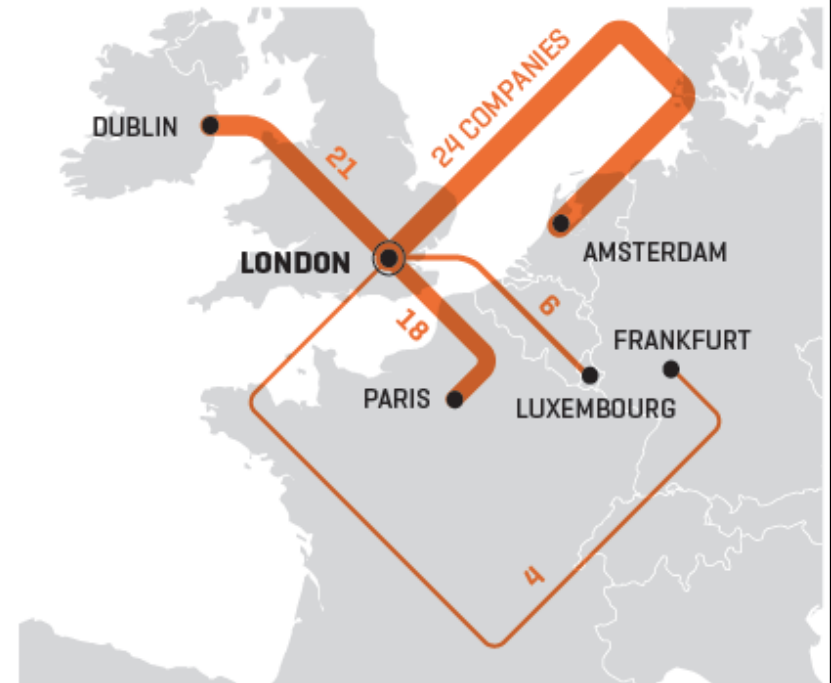 24 COMPANIES
DUBLIN
21
LONDON
AMSTERDAM
6
18
FRANKFURT
PARIS
LUXEMBOURG
4